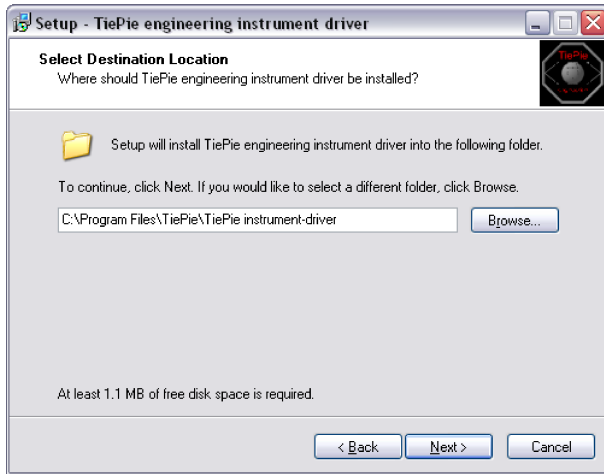 Setup - TiePie engineering instrument driver
Select Destination Location
Where should TiePie engineering instrument driver be installed?
TiePie
Setup will install TiePie engineering instrument driver into the following folder.
To continue, click Next. If you would like to select a different folder, click Browse.
C:\Program Files\TiePie\TiePie instrument-driver
Browse...
At least 1.1 MB of free disk space is required.
< Back
Next >
Cancel